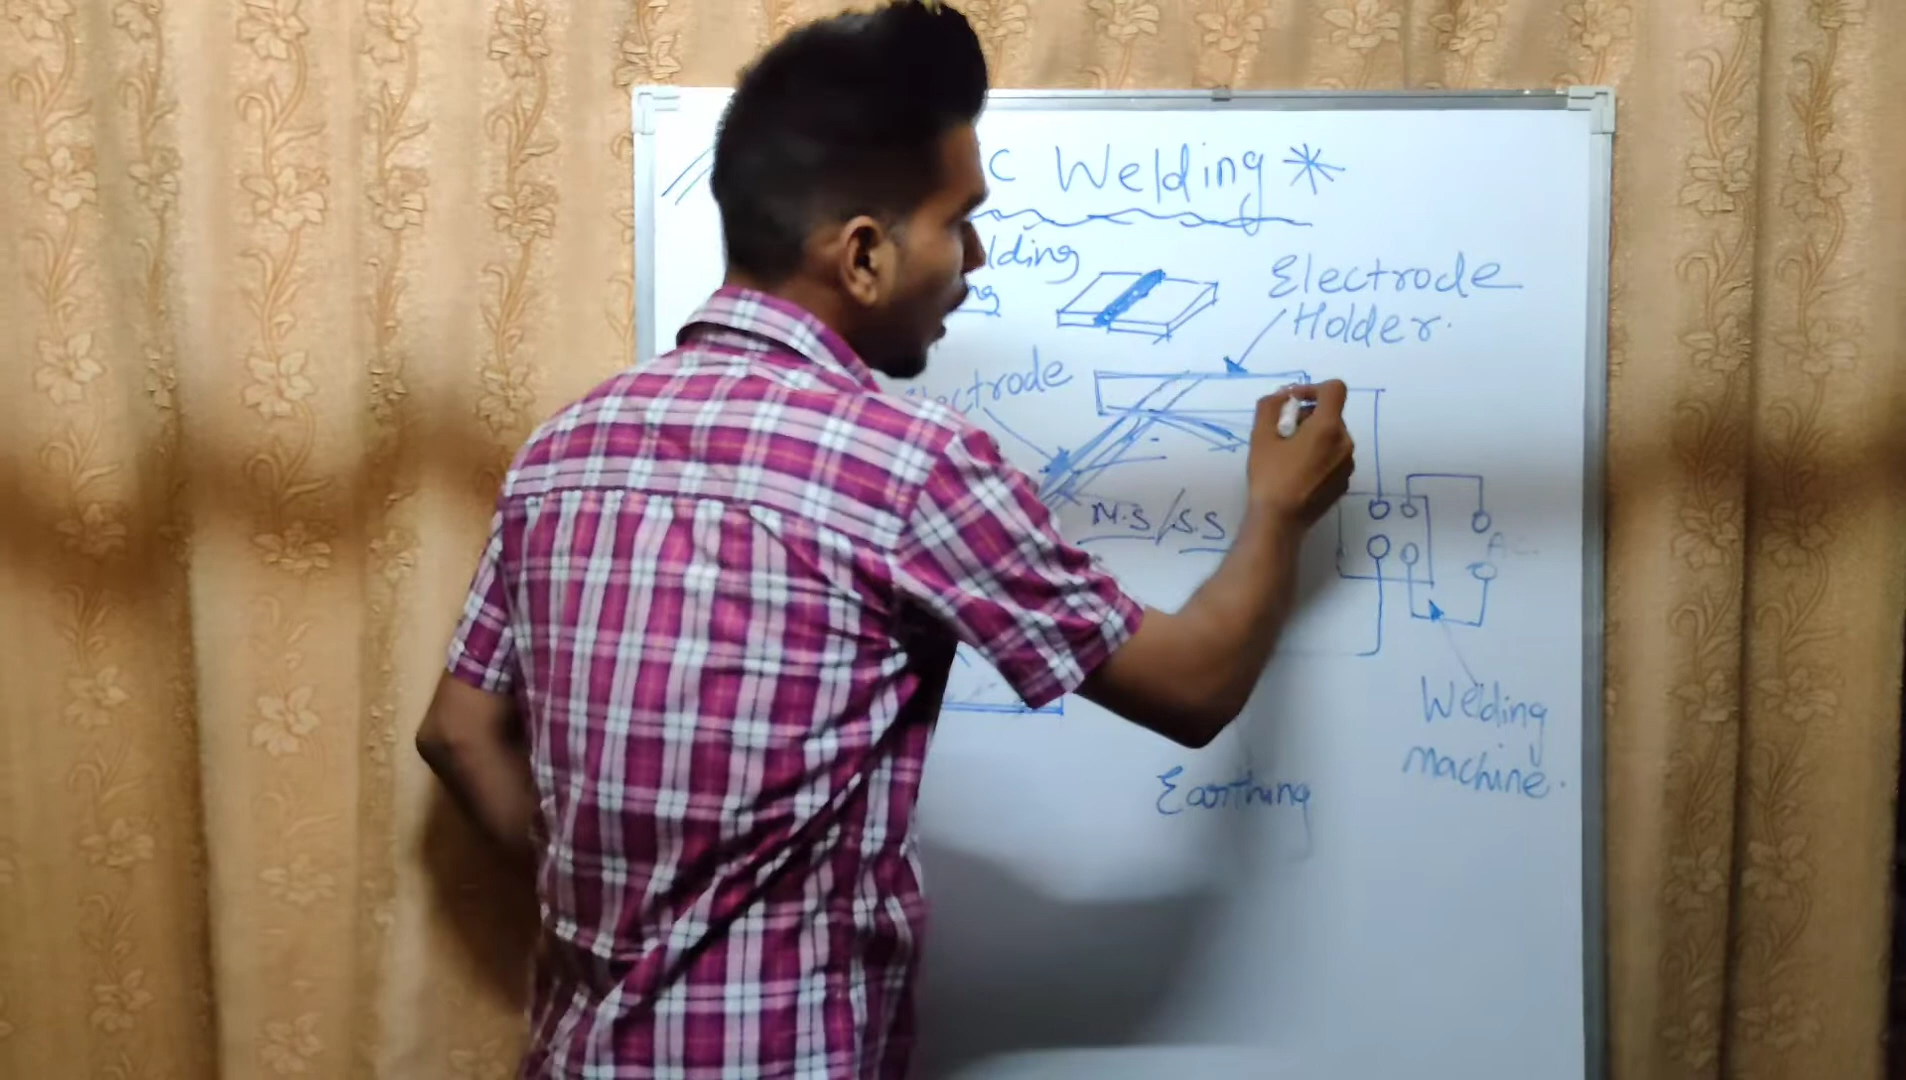 c Welding *
lding
ng
Electrode
Holder.
lectrode
M.S/S.S
A.C.
Welding
machine.
Earthing